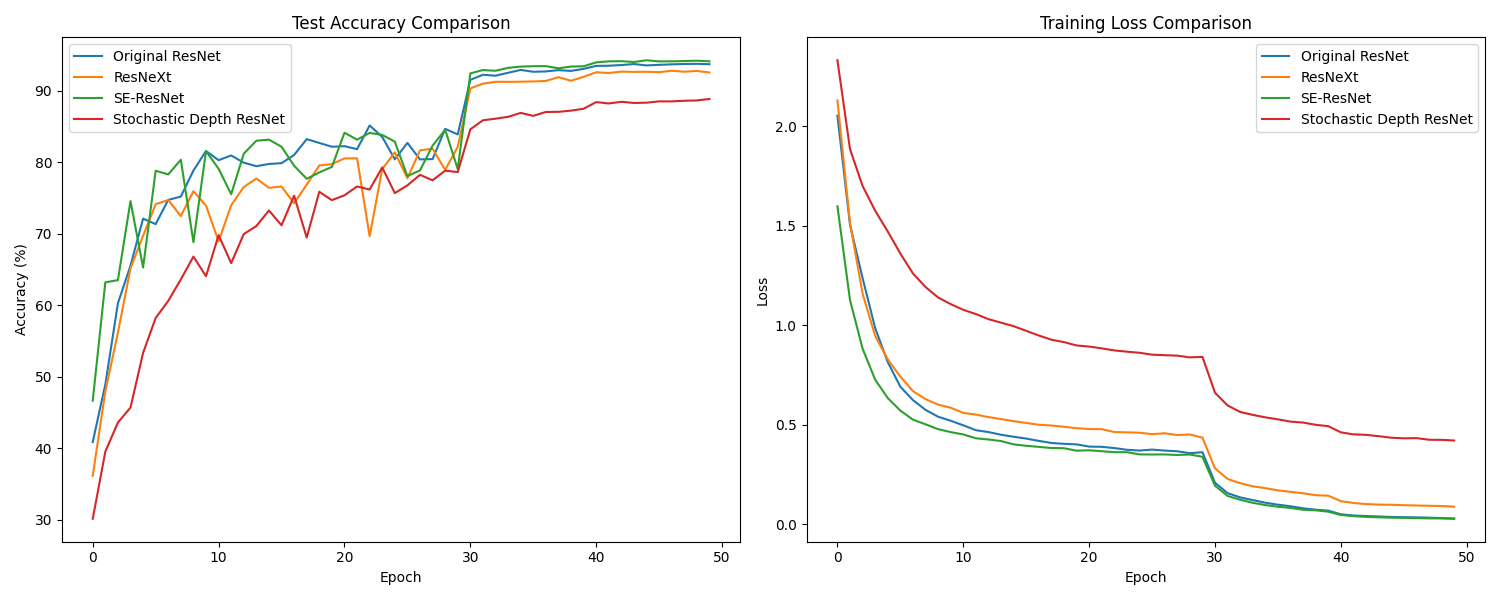 Test Accuracy Comparison
Accuracy (%)
90
80
70
60
50
40
30
0 10 20 30 40 50
Epoch
Original ResNet
ResNeXt
SE-ResNet
Stochastic Depth ResNet
Training Loss Comparison
Loss
2.0
1.5
1.0
0.5
0.0
0 10 20 30 40 50
Epoch
Original ResNet
ResNeXt
SE-ResNet
Stochastic Depth ResNet